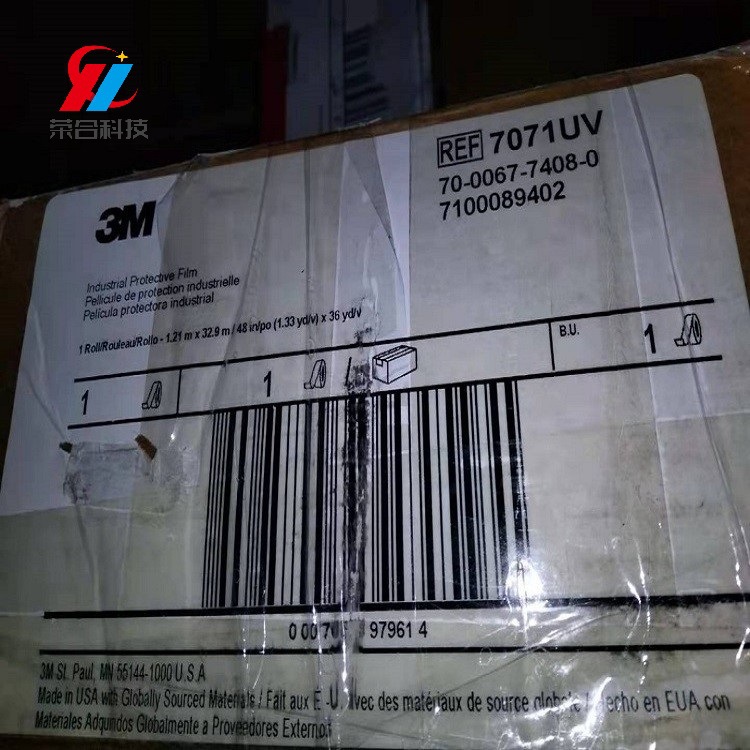 荣合科技
REF 7071UV
70-0067-7408-0
7100089402
3M
Industrial Protective Film
Pellicule de protection industrielle
Película protectora industrial
1 Roll/Rouleau/Rollo - 1.21 m x 32.9 m / 48 in/po (1.33 yd/v) x 36 yd/v
1 1 / B.U. 1
0 00 97961 4
3M St. Paul, MN 55144-1000 U.S.A
Made in USA with Globally Sourced Materials / Fait aux E.-U. avec des matériaux de source globale / Hecho en EUA con
Materiales Adquiridos Globalmente a Proveedores Externos